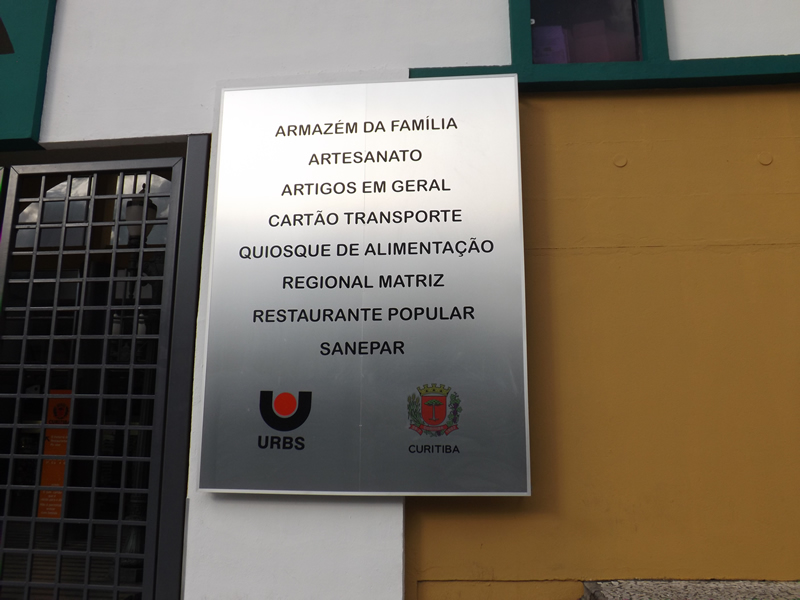 ARMAZÉM DA FAMÍLIA
ARTESANATO
ARTIGOS EM GERAL
CARTÃO TRANSPORTE
QUIOSQUE DE ALIMENTAÇÃO
REGIONAL MATRIZ
RESTAURANTE POPULAR
SANEPAR
URBS
CURITIBA